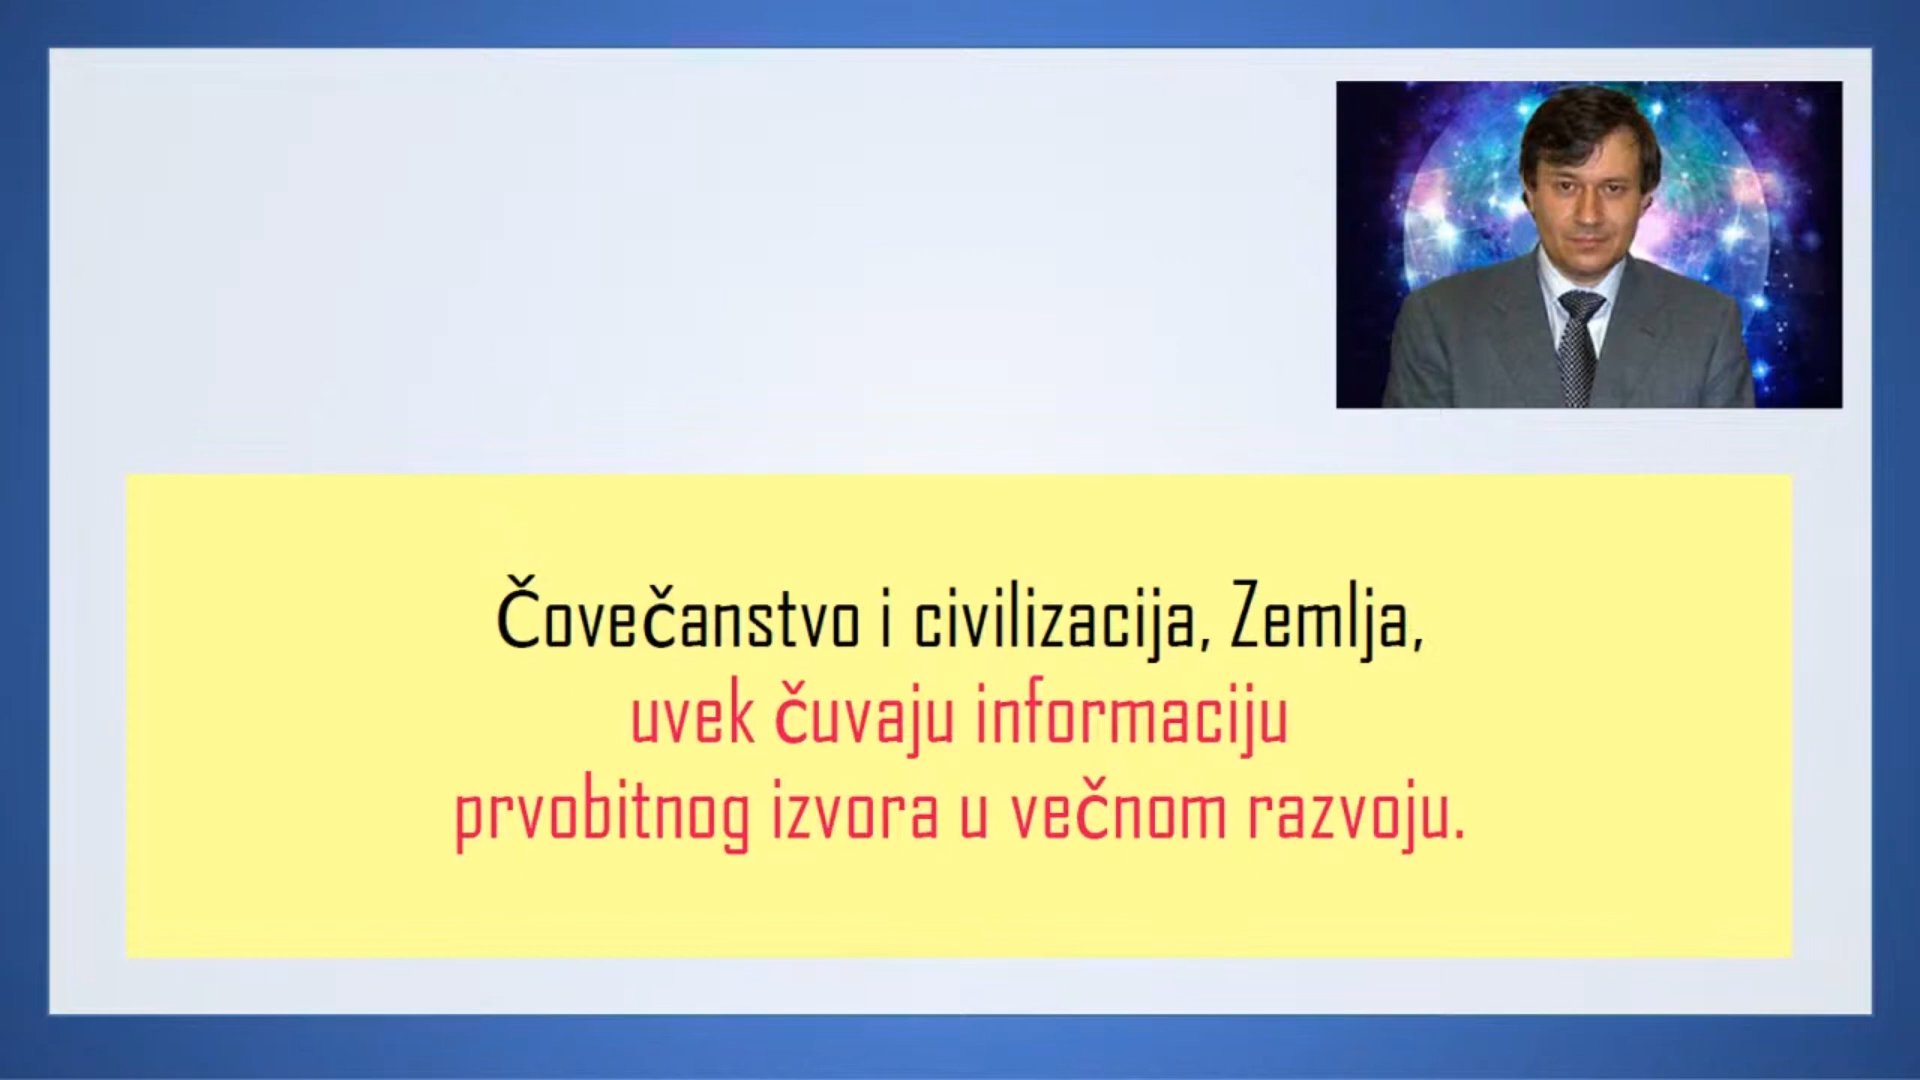 Čovečanstvo i civilizacija, Zemlja,
uvek čuvaju informaciju
prvobitnog izvora u večnom razvoju.